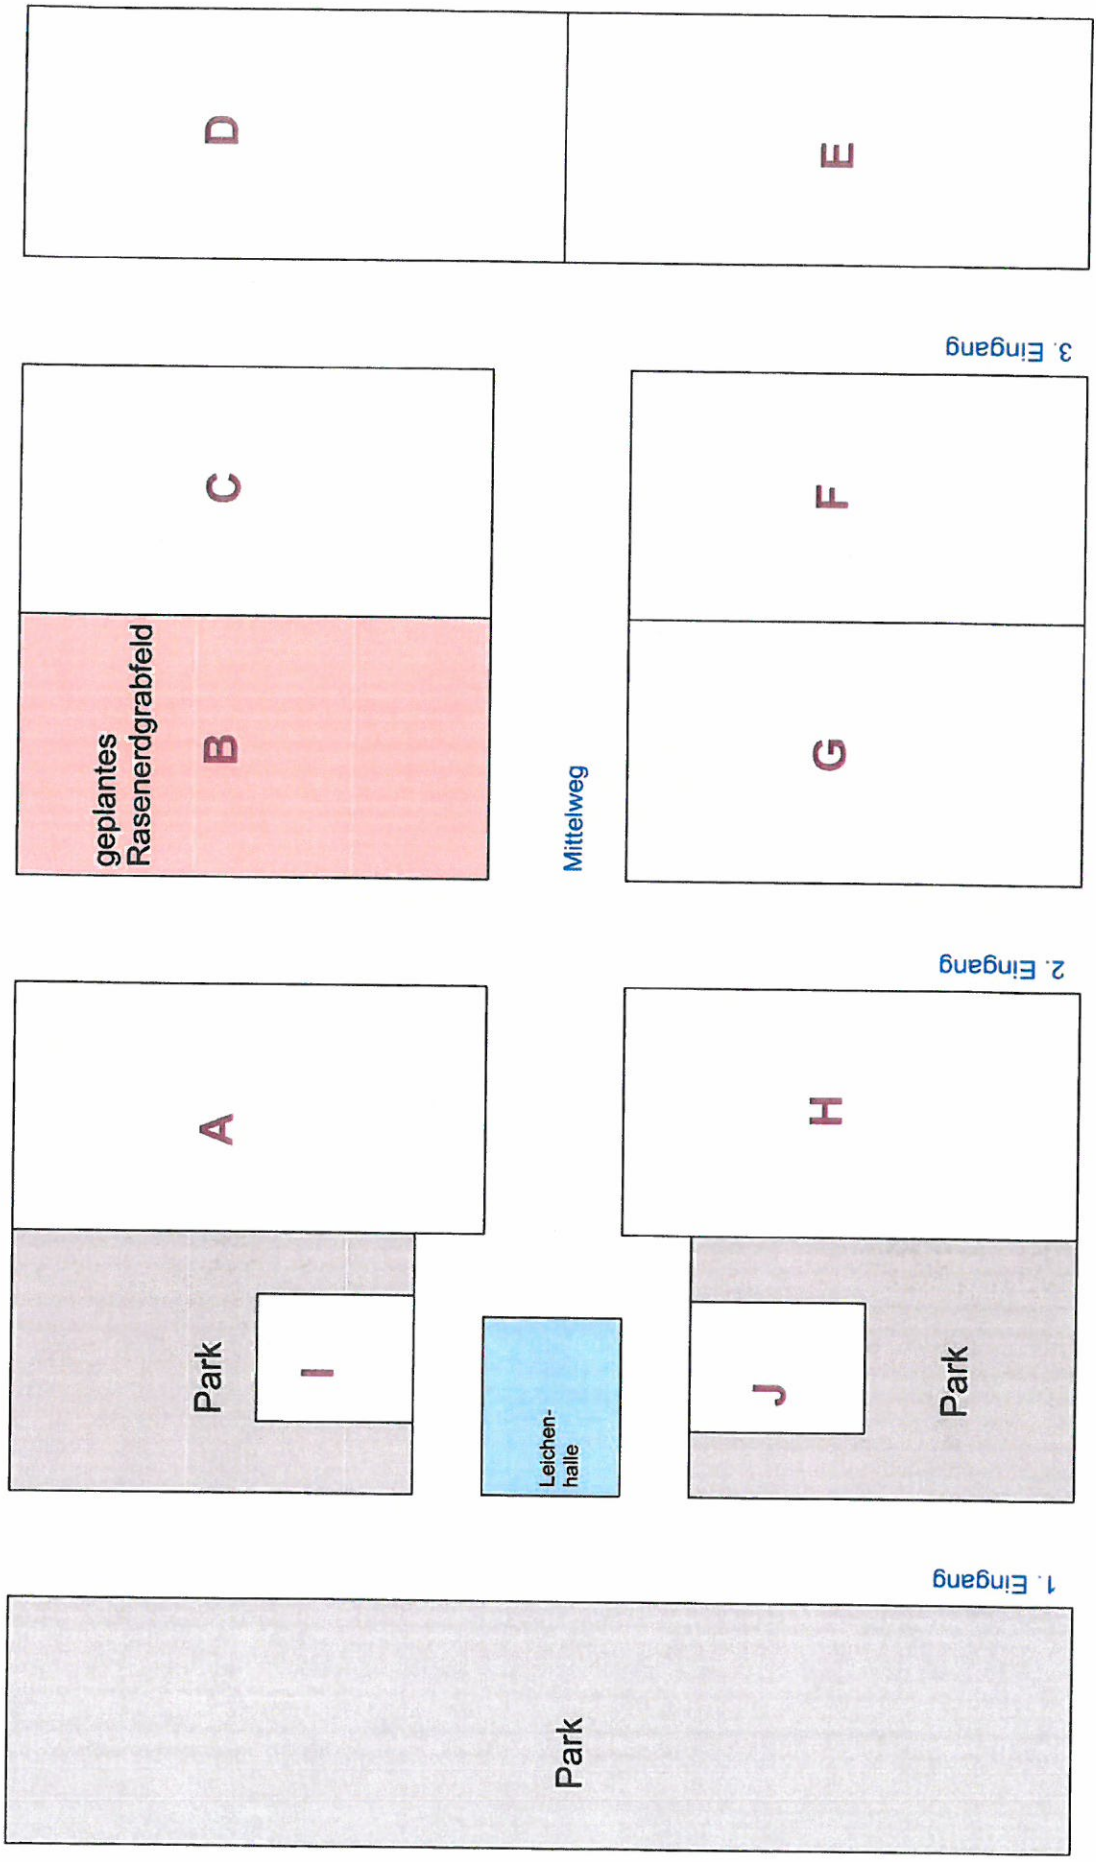 D
E
3. Eingang
C
F
geplantes
Rasenerdgrabfeld
B
G
Mittelweg
2. Eingang
A
H
Park
I
Leichen-
halle
J
Park
1. Eingang
Park